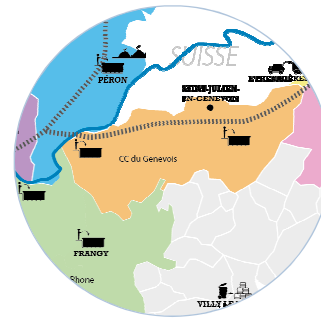 SUISSE
PÉRON
SAINT-JULIEN-
EN-GENEVOIS
CC du Genevois
FRANGY
Rhone